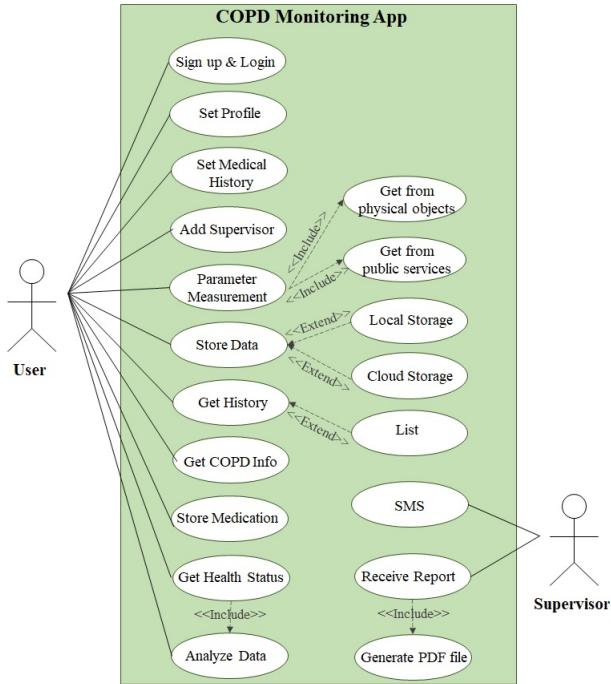 COPD Monitoring App
Sign up & Login
Set Profile
Set Medical
History
Add Supervisor
Parameter
Measurement
Store Data
Get History
Get COPD Info
Store Medication
Get Health Status
<<Include>>
Analyze Data
Get from
physical objects
<<Include>>
Get from
public services
<<Include>>
<<Extend>>
Local Storage
Cloud Storage
<<Extend>>
List
<<Extend>>
SMS
Receive Report
<<Include>>
Generate PDF file
User
Supervisor